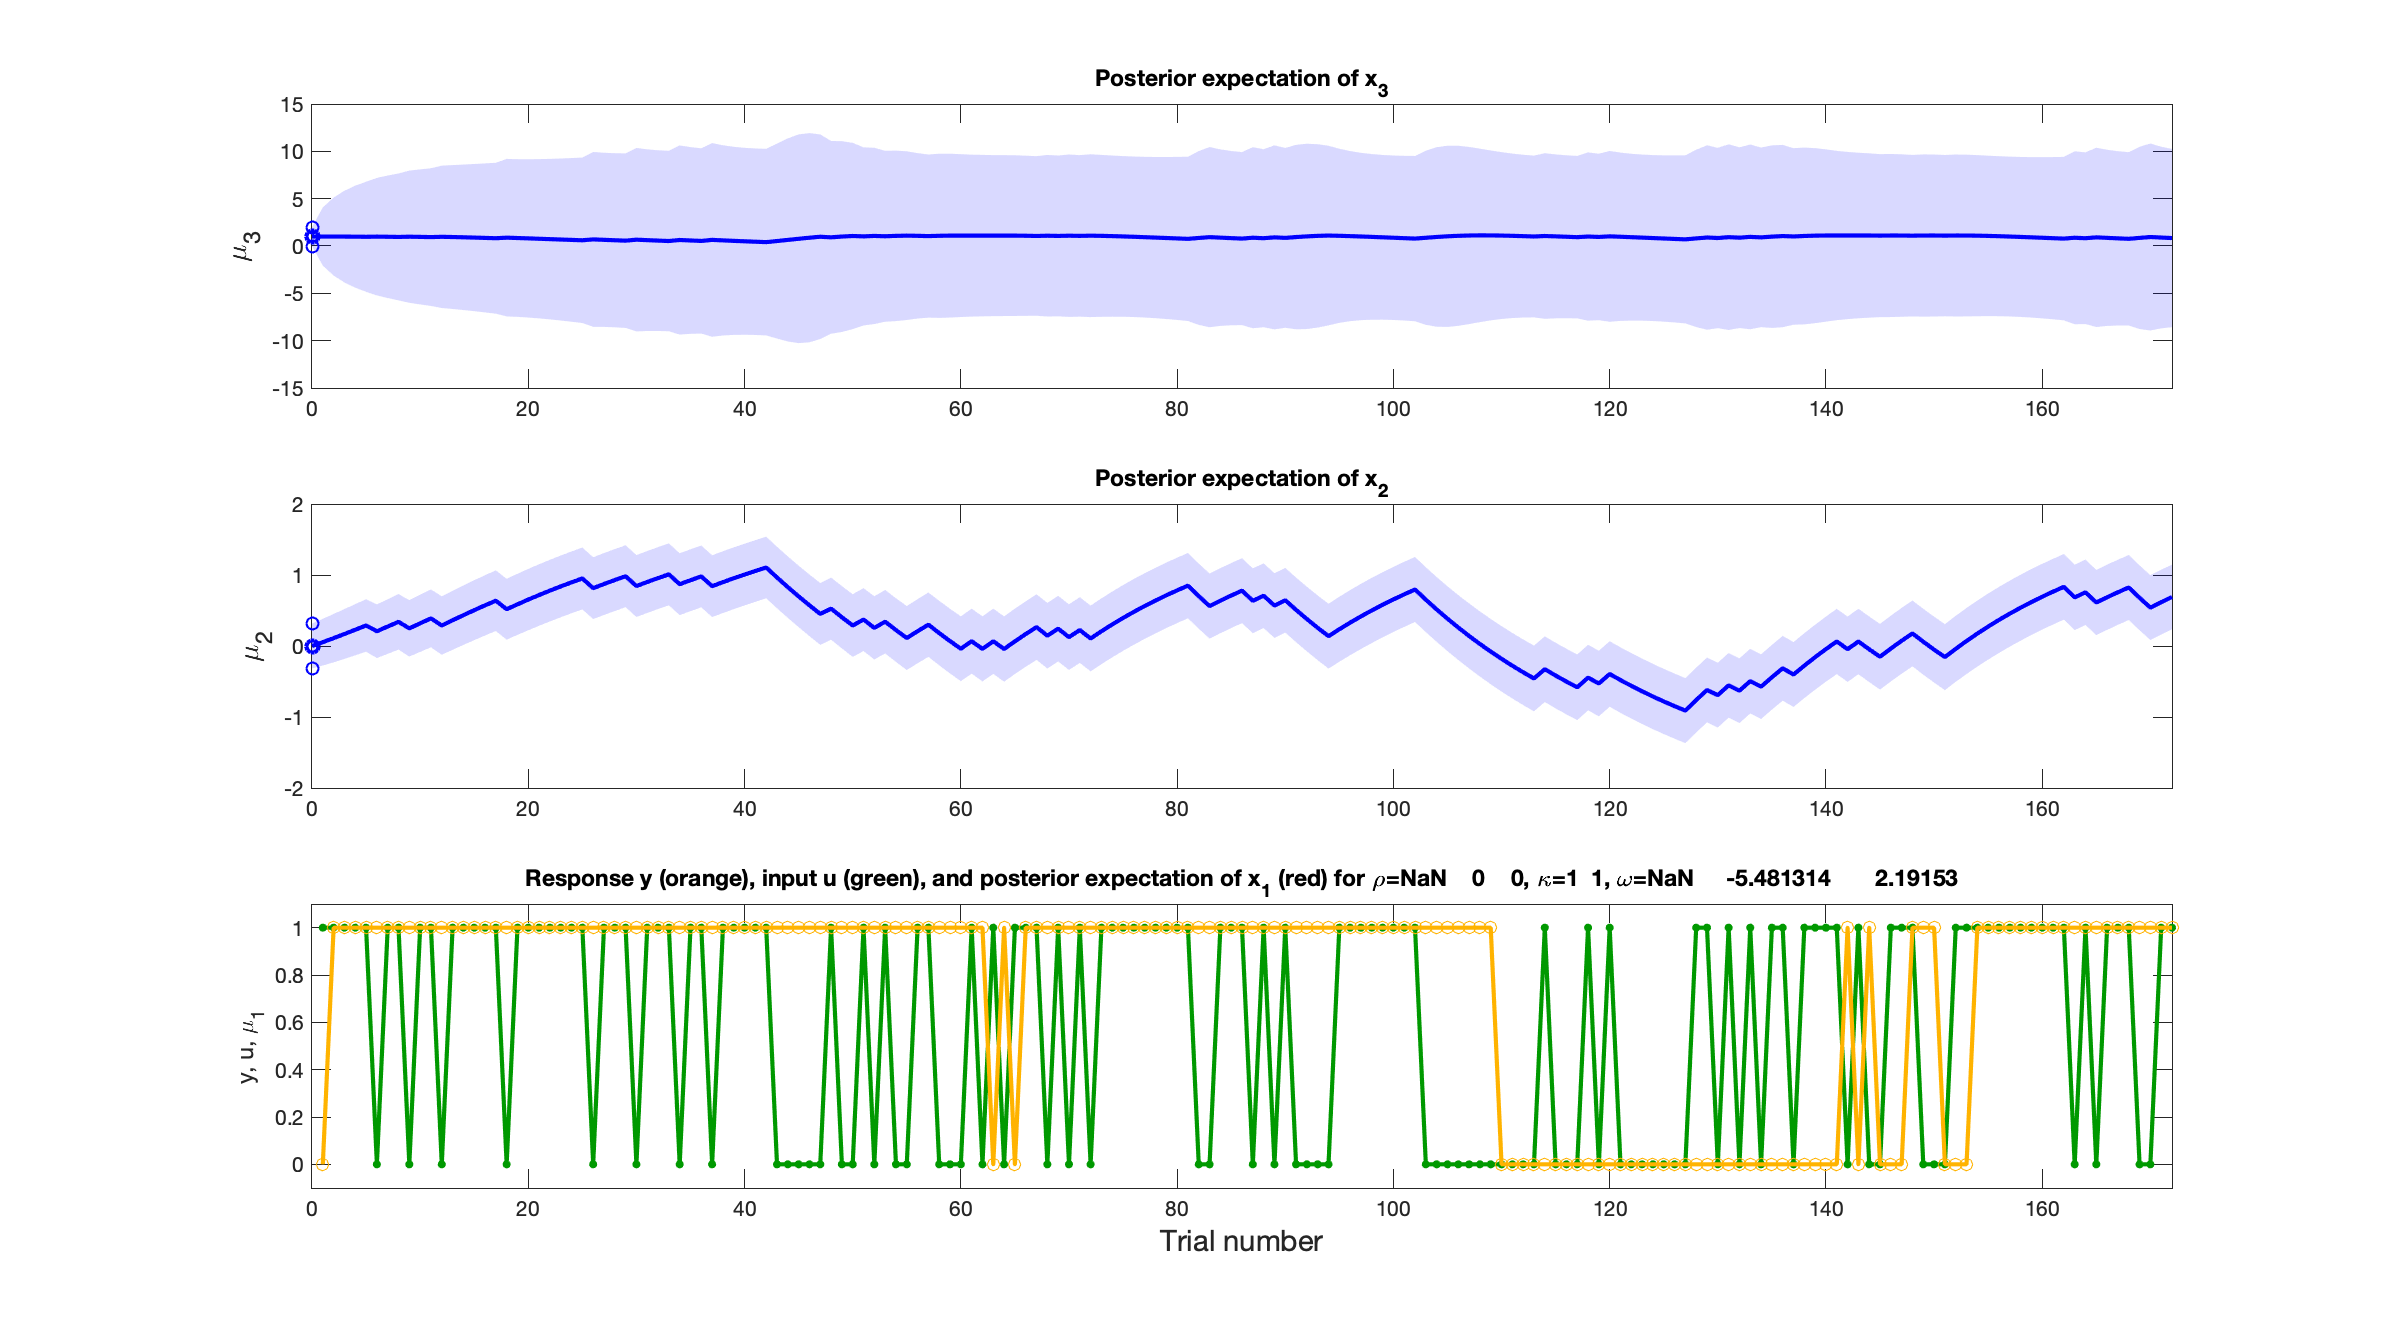 Posterior expectation of x3
15
10
5
0
-5
-10
-15
μ3
0 20 40 60 80 100 120 140 160
Posterior expectation of x2
2
1
0
-1
-2
μ2
0 20 40 60 80 100 120 140 160
Response y (orange), input u (green), and posterior expectation of x1 (red) for ρ=NaN 0 0, κ=1 1, ω=NaN -5.481314 2.19153
1
0.8
0.6
0.4
0.2
0
y, u, μ1
0 20 40 60 80 100 120 140 160
Trial number